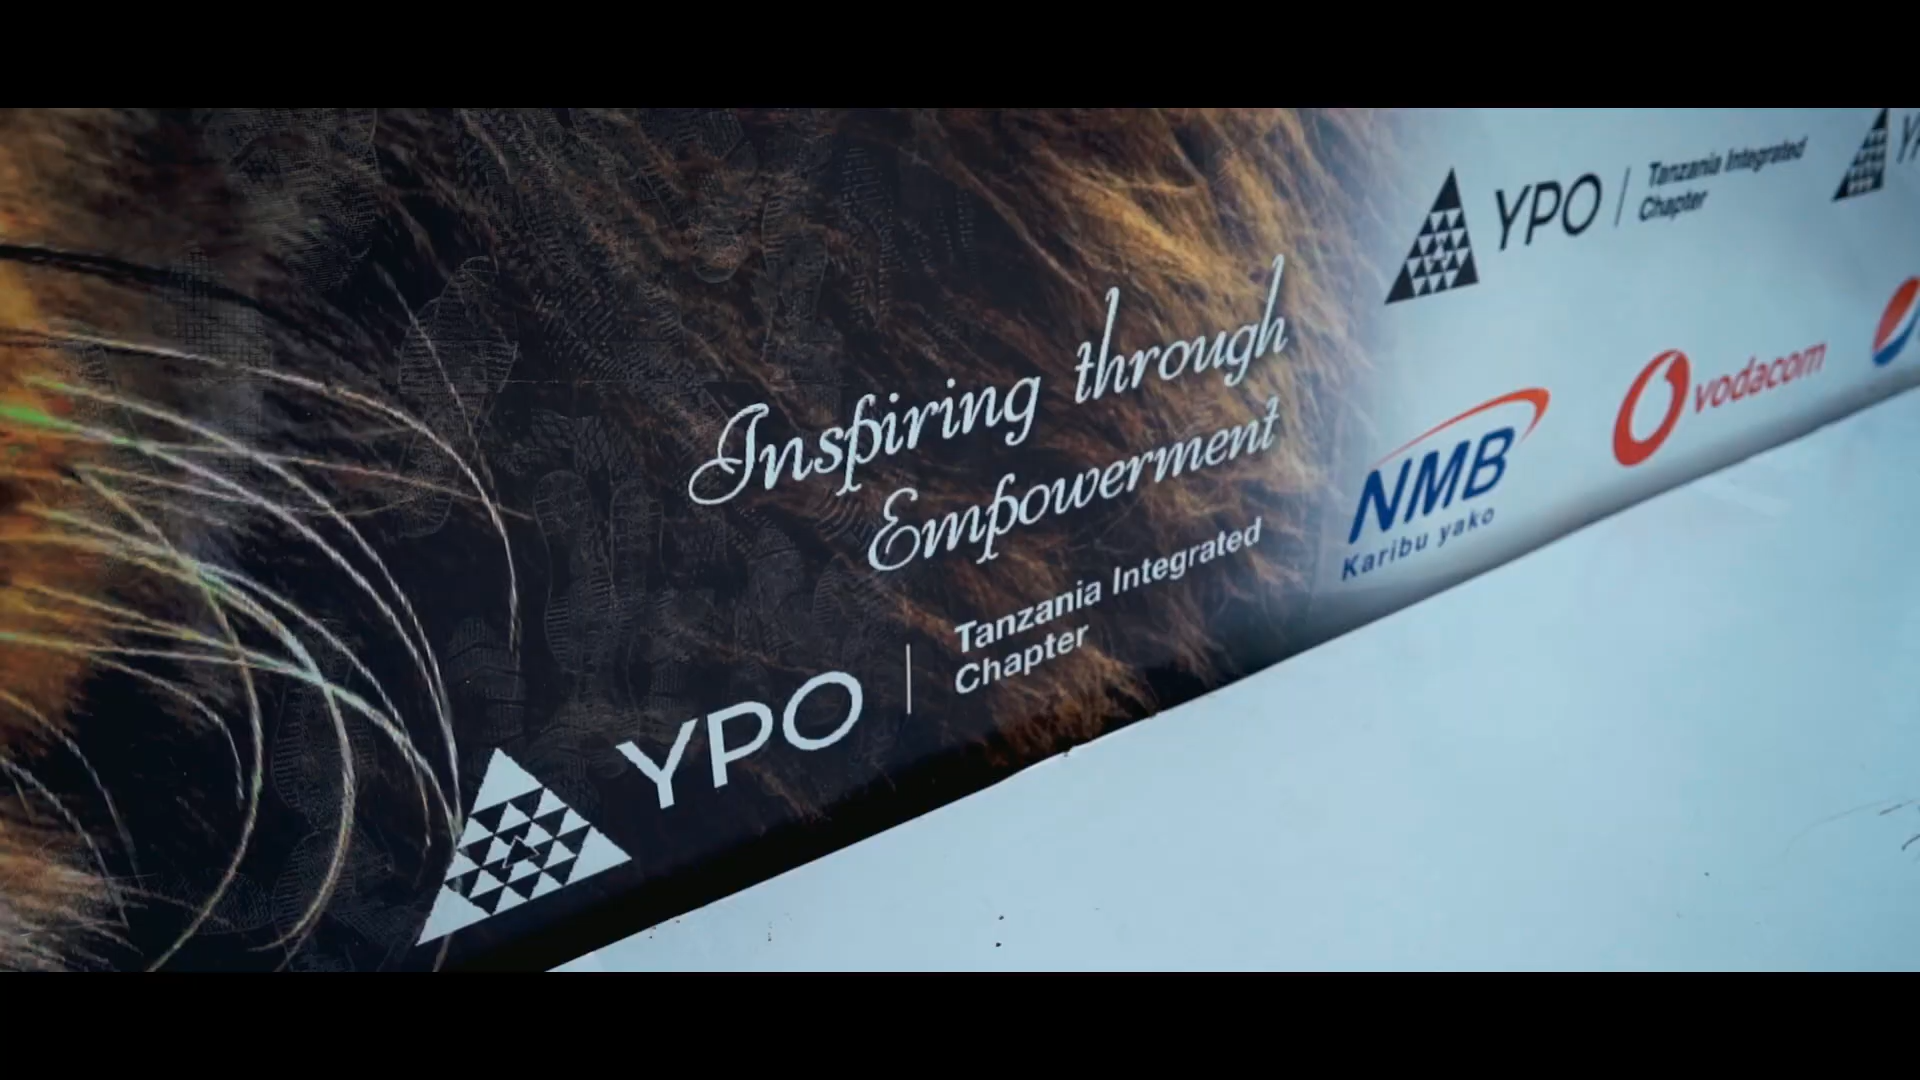 Inspiring through
Empowerment
YPO
Tanzania Integrated
Chapter
YPO
Tanzania Integrated
Chapter
NMB
Karibu yako
vodacom